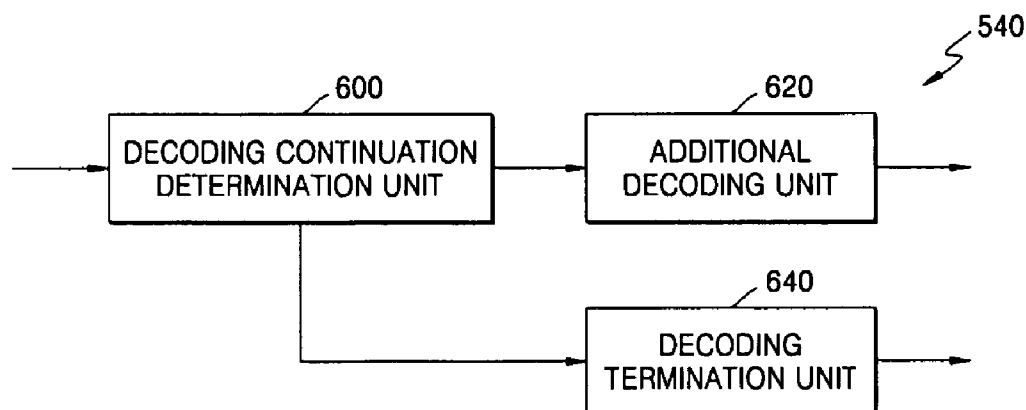 540
600
DECODING CONTINUATION
DETERMINATION UNIT
620
ADDITIONAL
DECODING UNIT
640
DECODING
TERMINATION UNIT